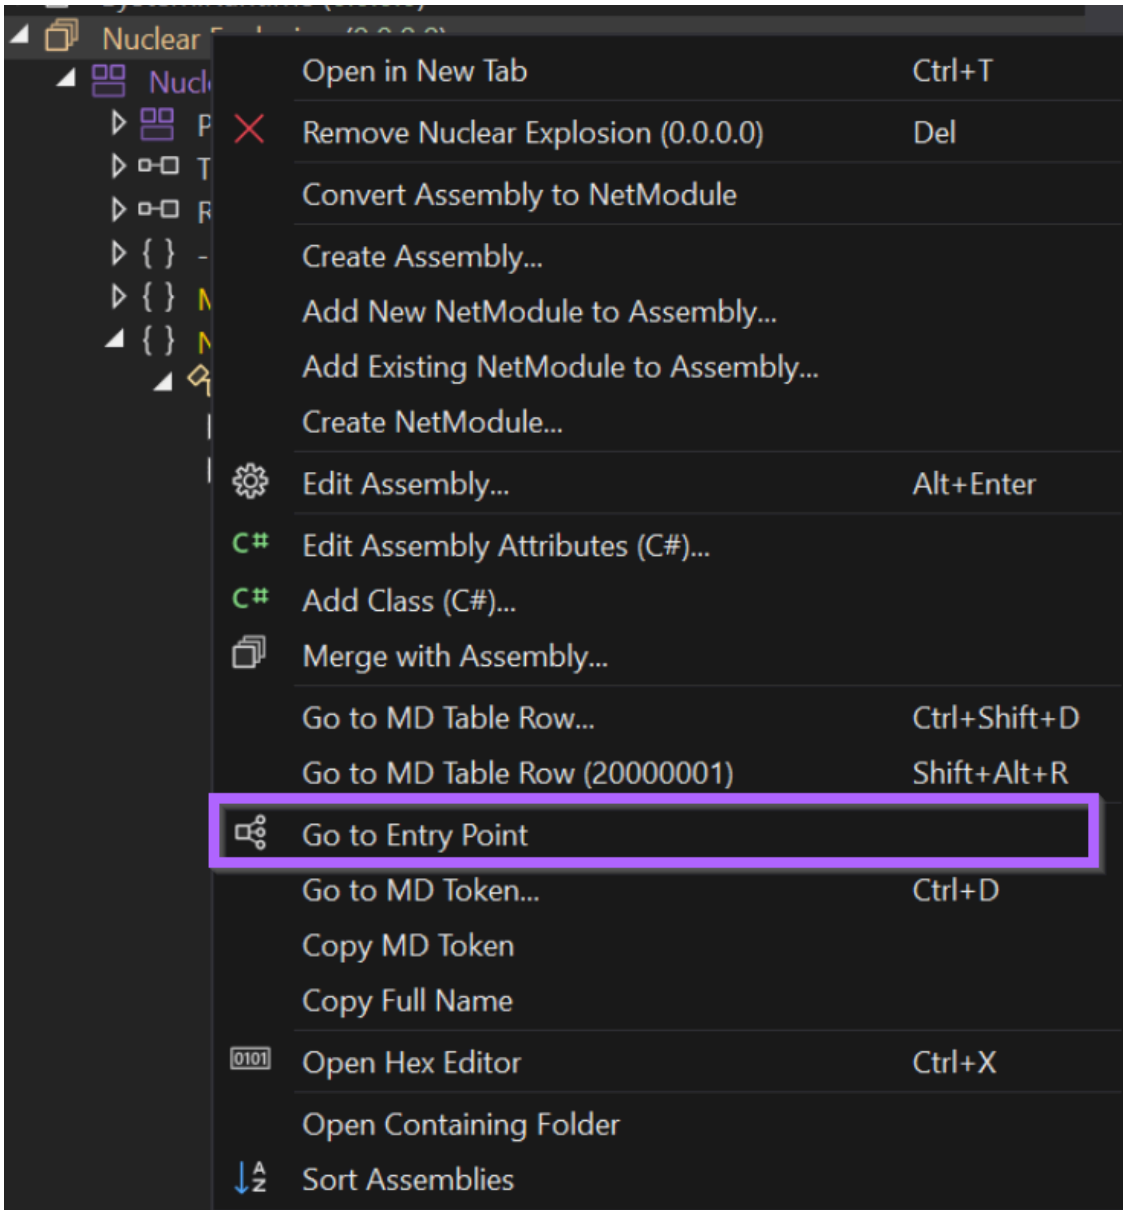 Nuclear
Open in New Tab Ctrl+T
Remove Nuclear Explosion (0.0.0.0) Del
Convert Assembly to NetModule
Create Assembly...
Add New NetModule to Assembly...
Add Existing NetModule to Assembly...
Create NetModule...
Edit Assembly... Alt+Enter
C# Edit Assembly Attributes (C#)...
C# Add Class (C#)...
Merge with Assembly...
Go to MD Table Row... Ctrl+Shift+D
Go to MD Table Row (20000001) Shift+Alt+R
Go to Entry Point
Go to MD Token... Ctrl+D
Copy MD Token
Copy Full Name
0101 Open Hex Editor Ctrl+X
Open Containing Folder
AZ Sort Assemblies